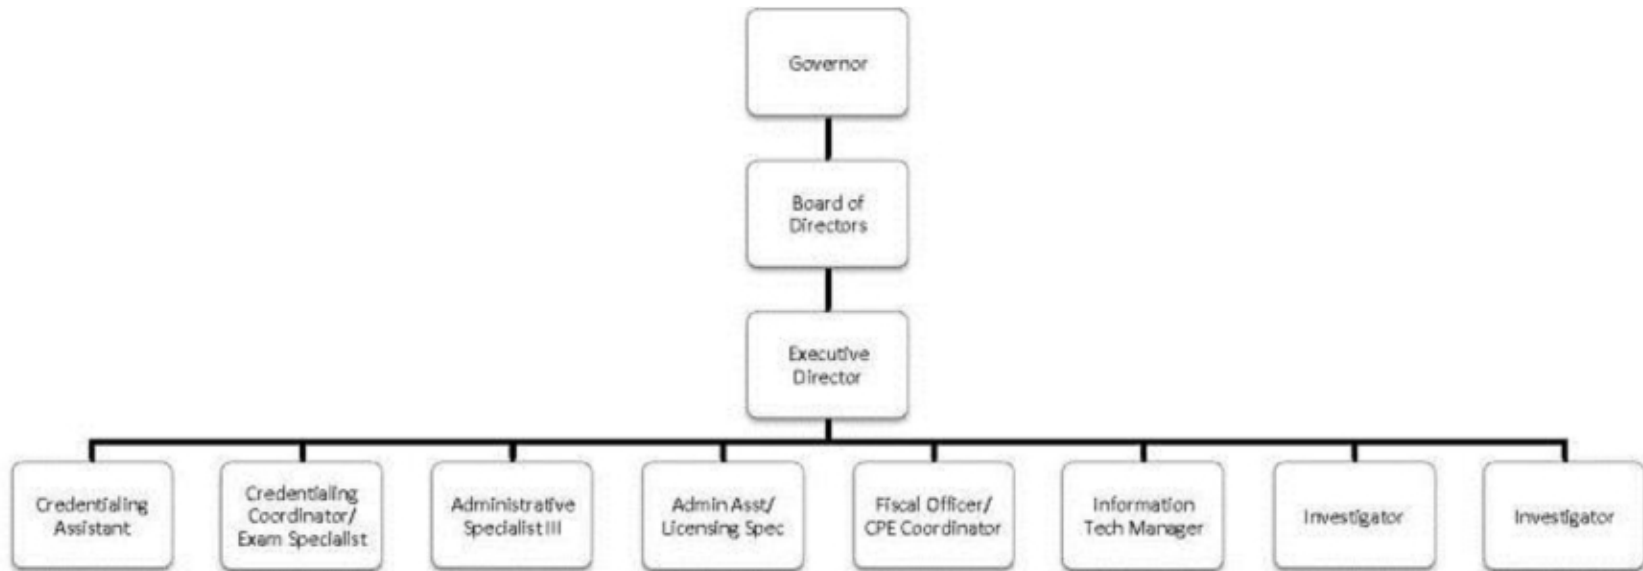 Governor
Board of
Directors
Executive
Director
Credentialing
Assistant
Credentialing
Coordinator/
Exam Specialist
Administrative
Specialist III
Admin Asst/
Licensing Spec
Fiscal Officer/
CPE Coordinator
Information
Tech Manager
Investigator
Investigator